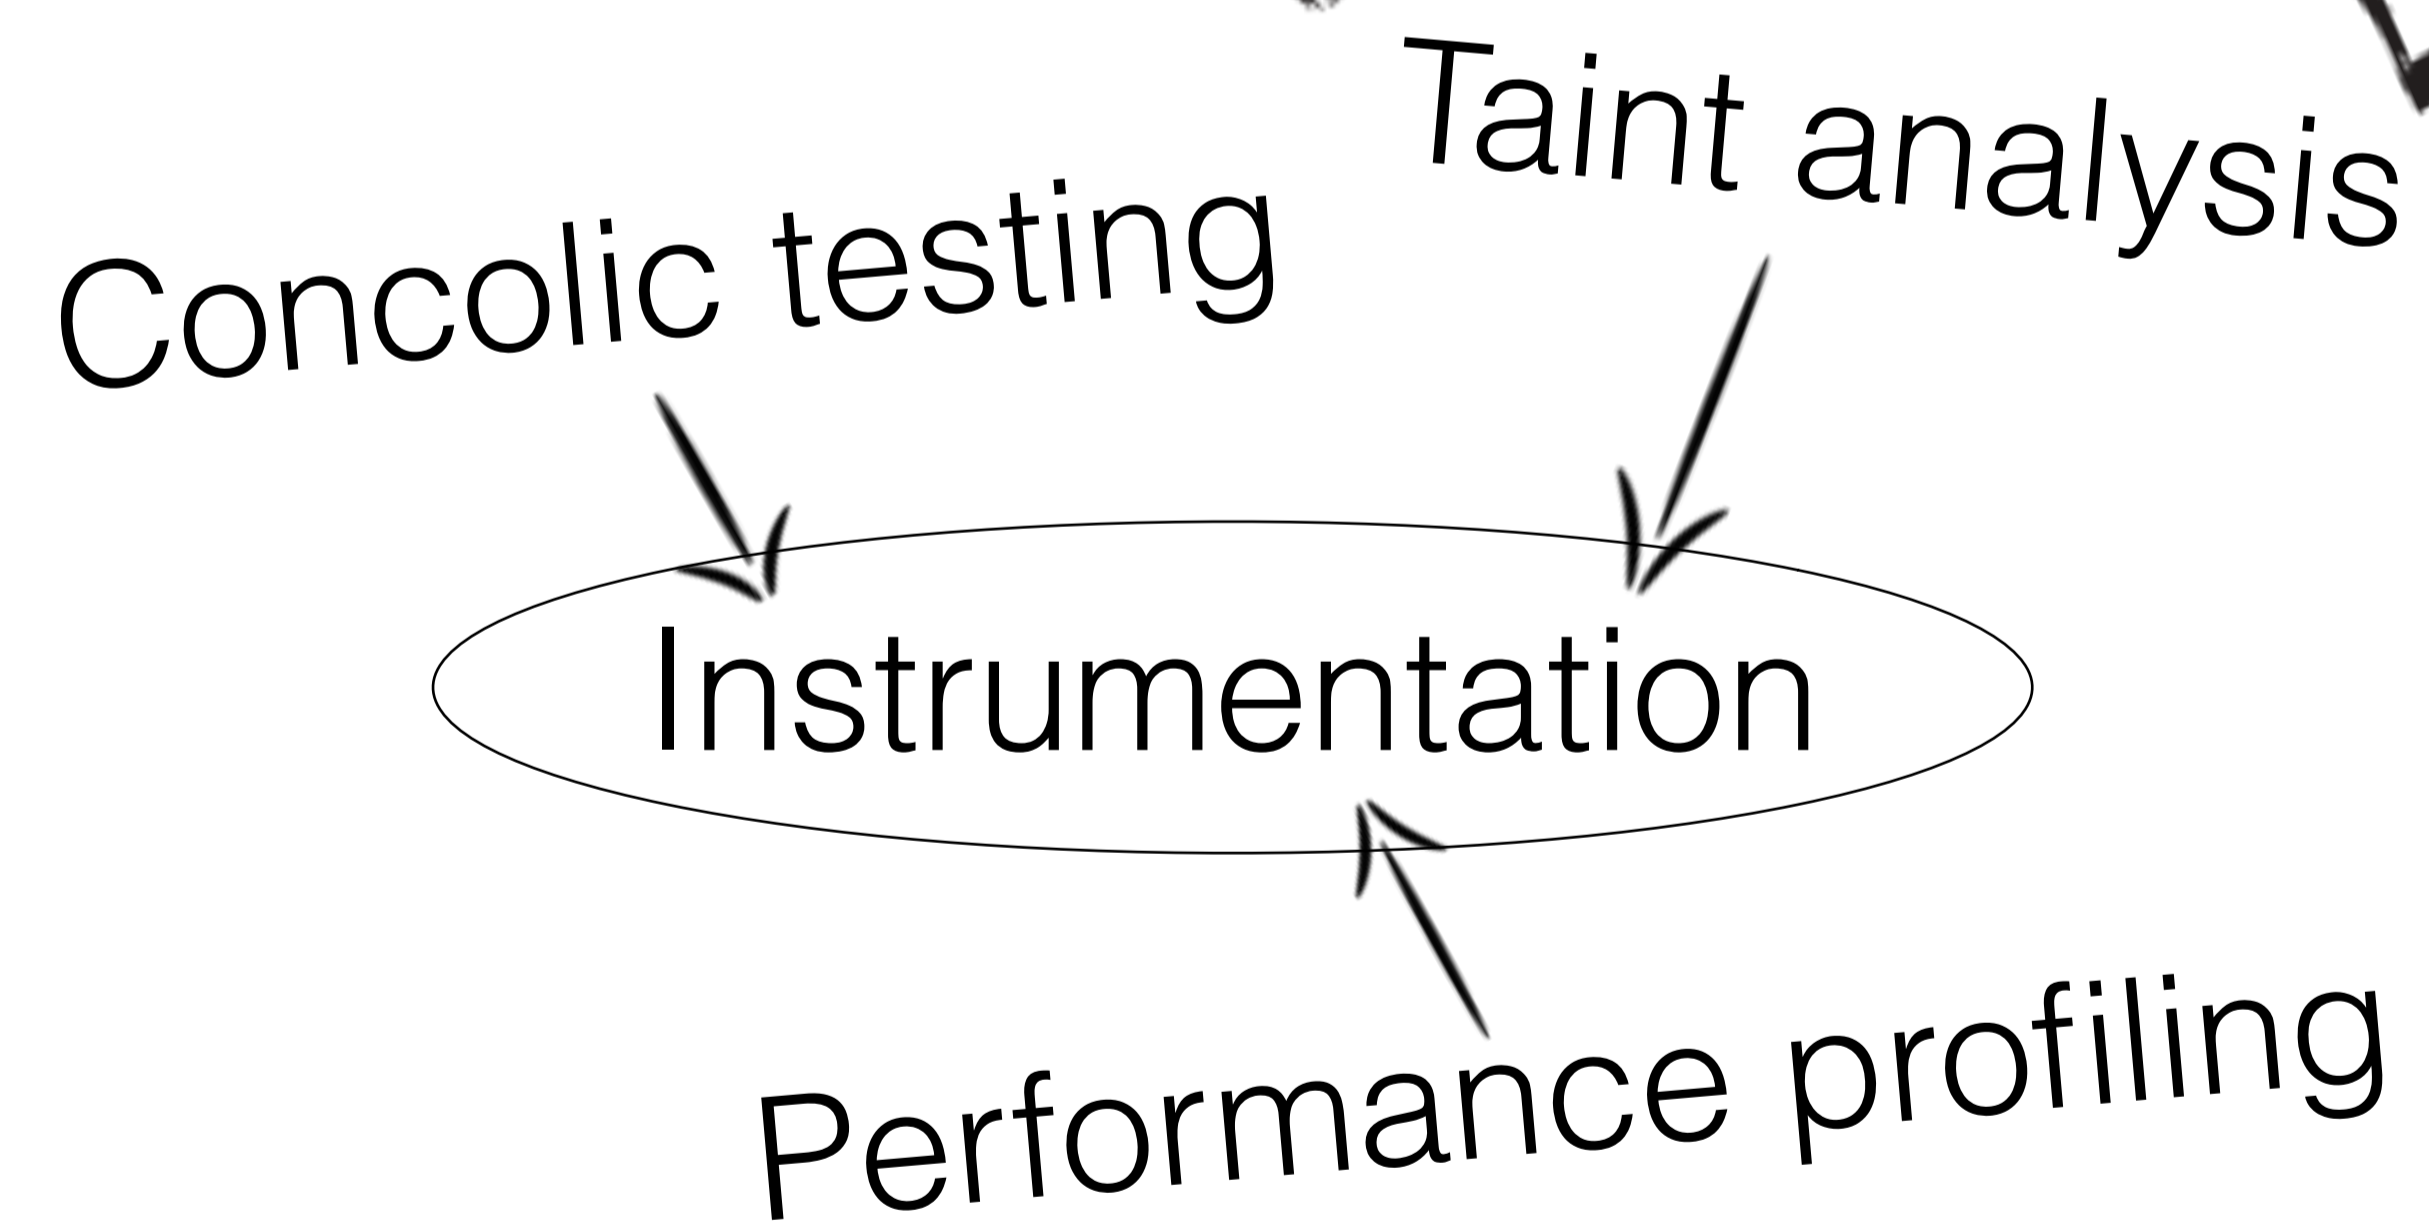 Taint analysis
Concolic testing
Instrumentation
Performance profiling